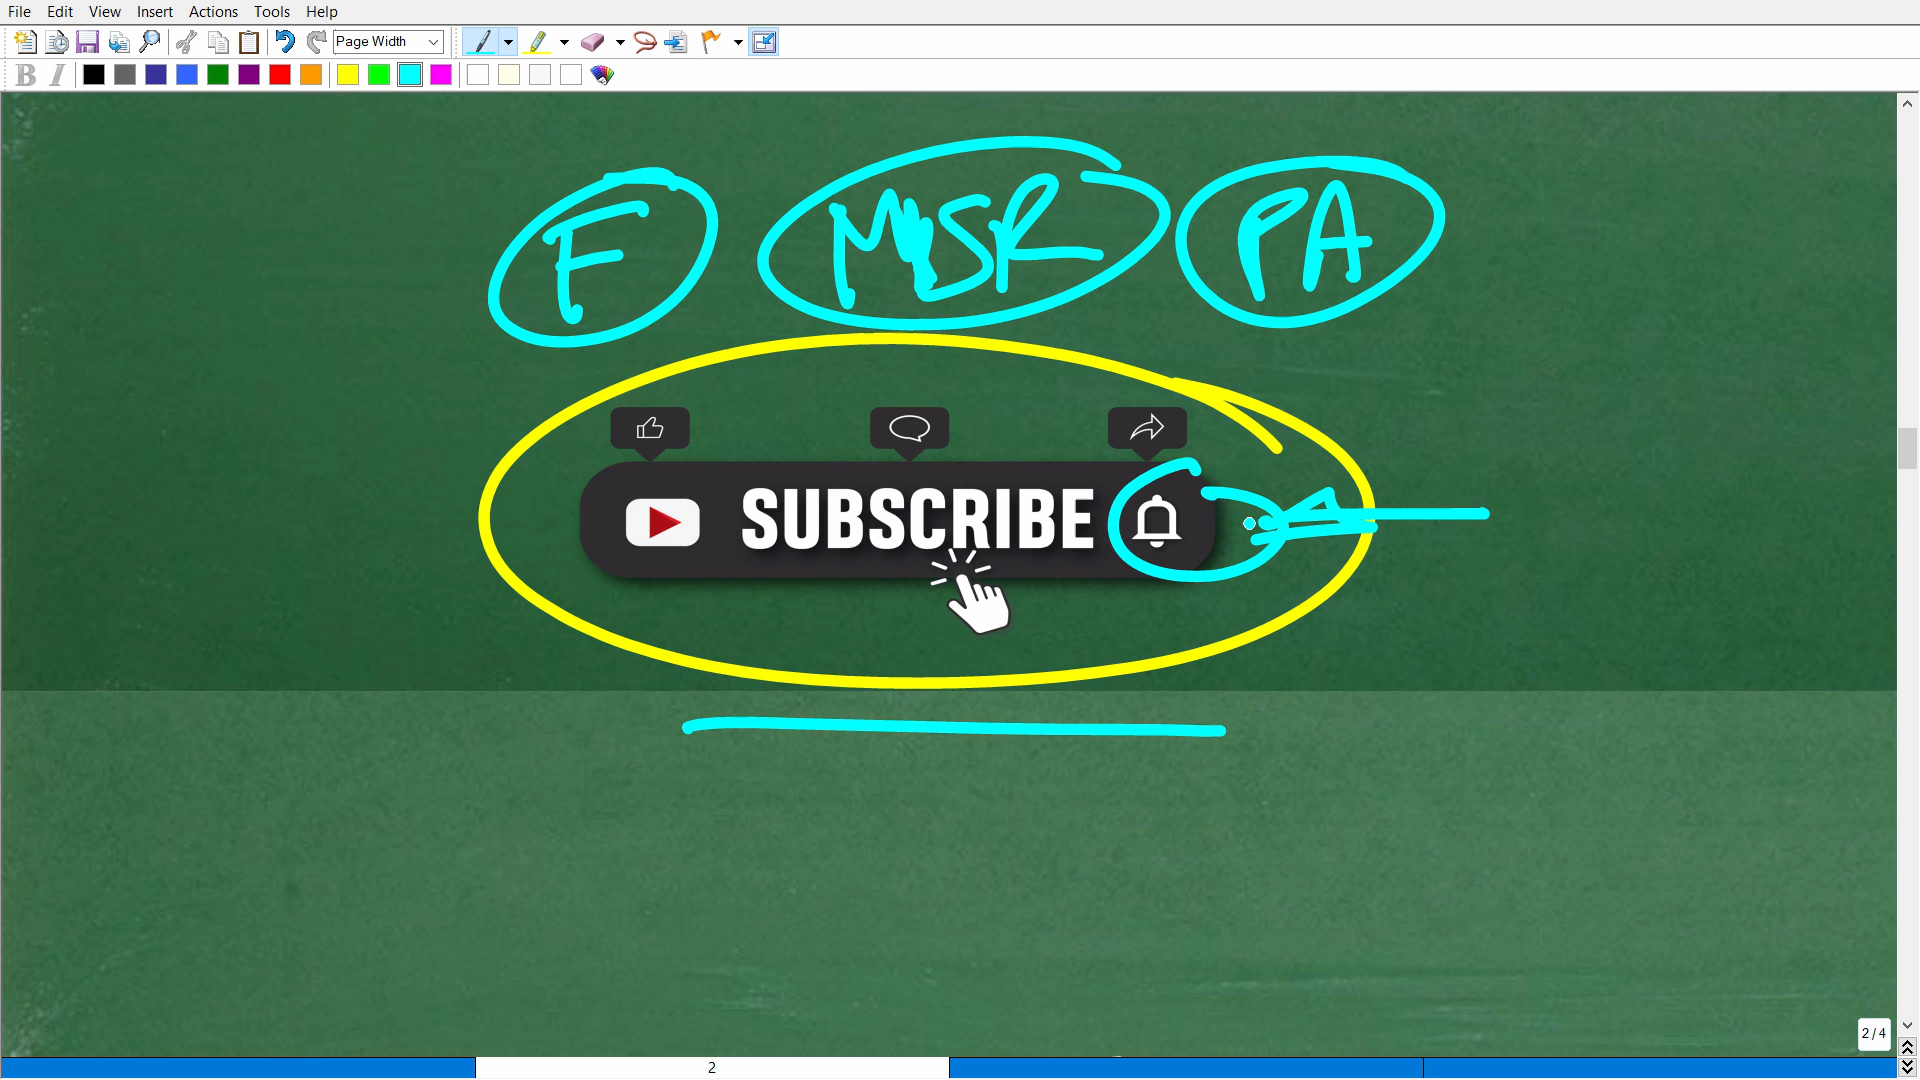 File Edit View Insert Actions Tools Help
Page Width
B I
F MSR PA
SUBSCRIBE
2 / 4
2